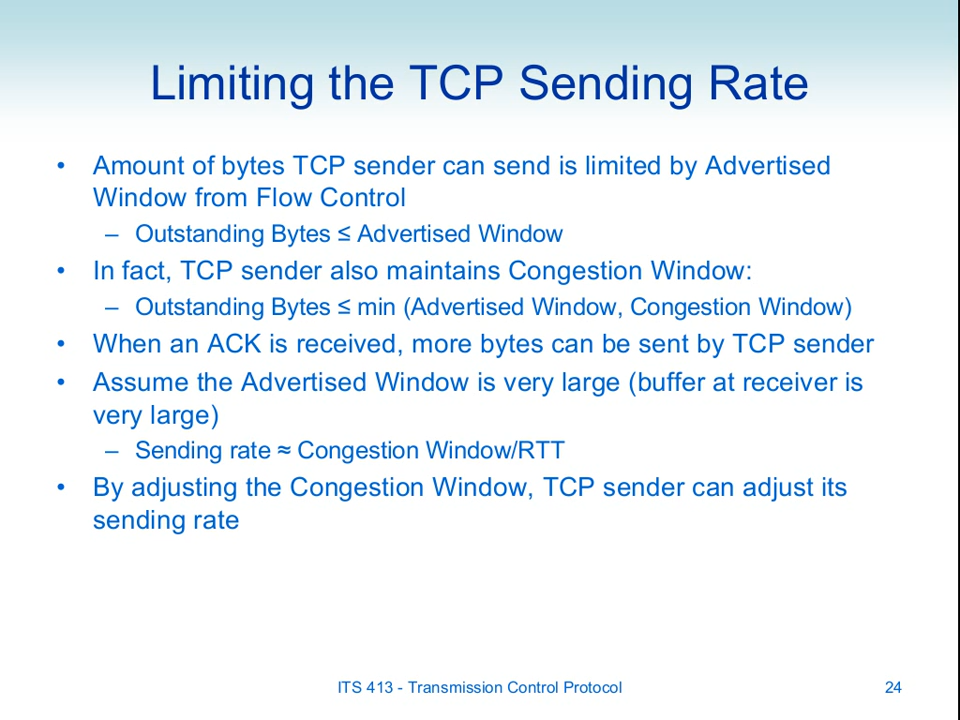 Limiting the TCP Sending Rate
• Amount of bytes TCP sender can send is limited by Advertised
Window from Flow Control
– Outstanding Bytes ≤ Advertised Window
• In fact, TCP sender also maintains Congestion Window:
– Outstanding Bytes ≤ min (Advertised Window, Congestion Window)
• When an ACK is received, more bytes can be sent by TCP sender
• Assume the Advertised Window is very large (buffer at receiver is
very large)
– Sending rate ≈ Congestion Window/RTT
• By adjusting the Congestion Window, TCP sender can adjust its
sending rate
ITS 413 - Transmission Control Protocol
24